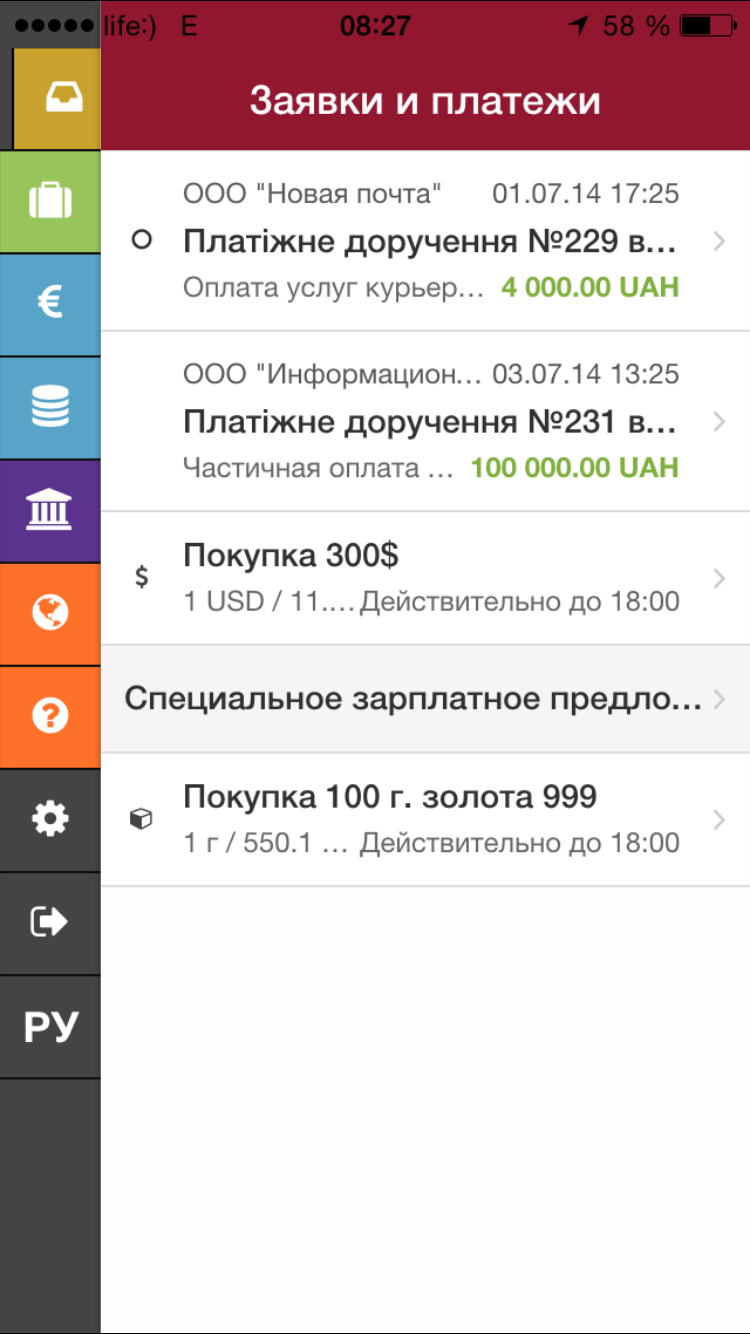 life:) E 08:27 58 %
Заявки и платежи
ООО "Новая почта" 01.07.14 17:25
Платіжне доручення №229 в...
Оплата услуг курьер... 4 000.00 UAH
ООО "Информацион... 03.07.14 13:25
Платіжне доручення №231 в...
Частичная оплата ... 100 000.00 UAH
Покупка 300$
1 USD / 11.... Действительно до 18:00
Специальное зарплатное предло...
Покупка 100 г. золота 999
1 г / 550.1 ... Действительно до 18:00
РУ